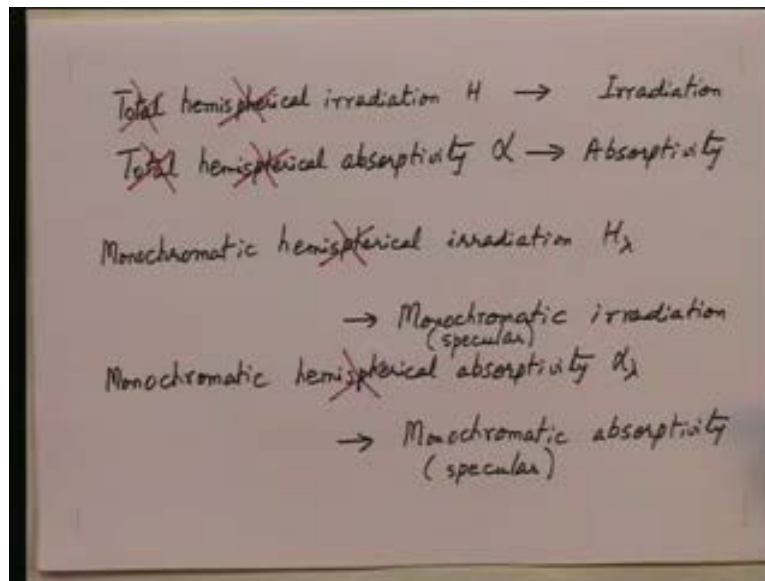 Total hemispherical irradiation H → Irradiation
Total hemispherical absorptivity α → Absorptivity
Monochromatic hemispherical irradiation Hλ
→ Monochromatic irradiation
(specular)
Monochromatic hemispherical absorptivity αλ
→ Monochromatic absorptivity
(specular)